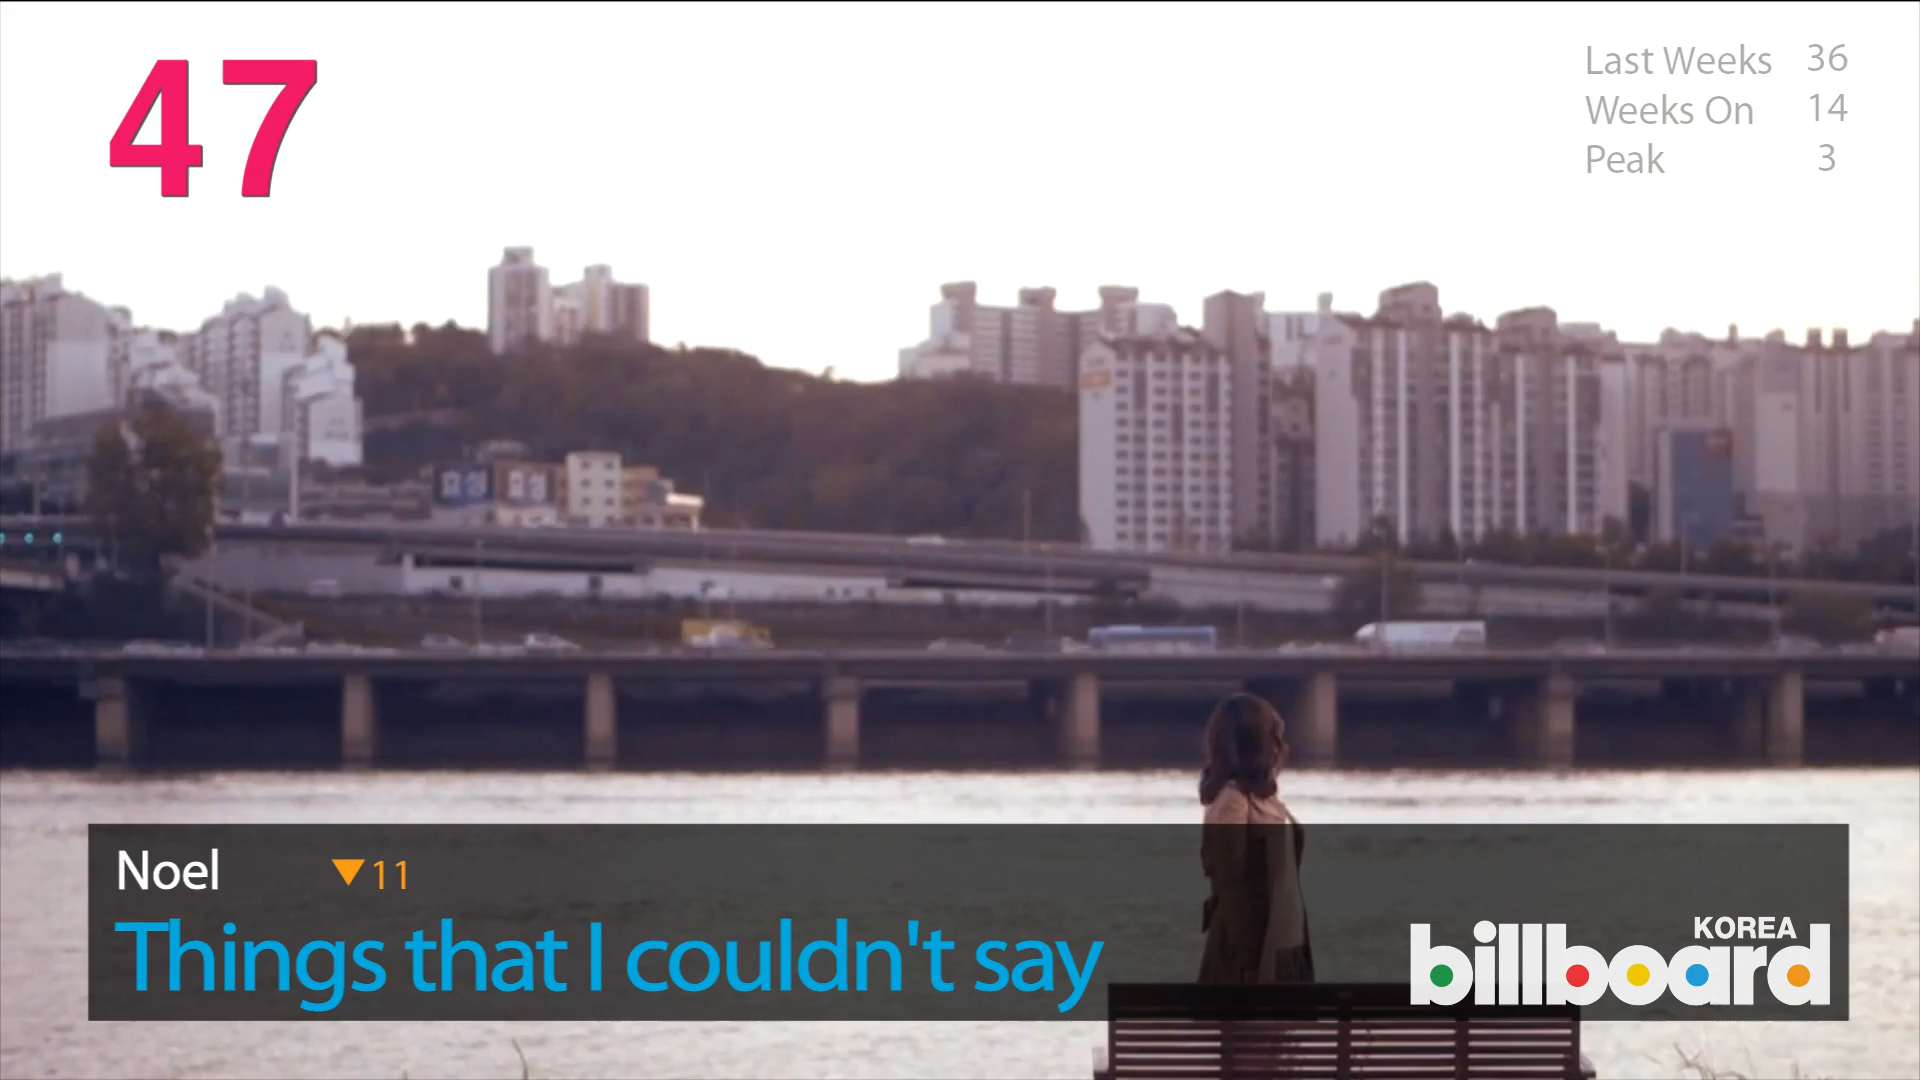 47
Last Weeks 36
Weeks On 14
Peak 3
Noel ▼11
Things that I couldn't say
KOREA
billboard